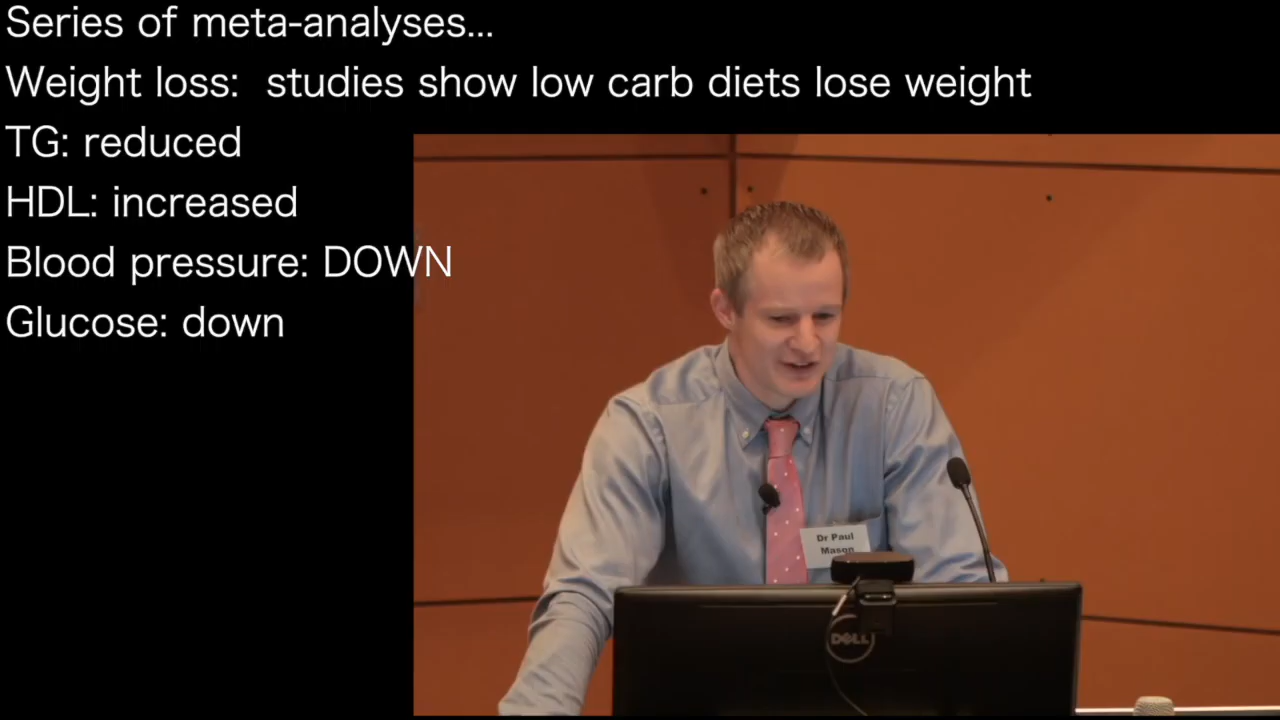 Series of meta-analyses...
Weight loss:  studies show low carb diets lose weight
TG: reduced
HDL: increased
Blood pressure: DOWN
Glucose: down
Dr Paul
Mason
DELL